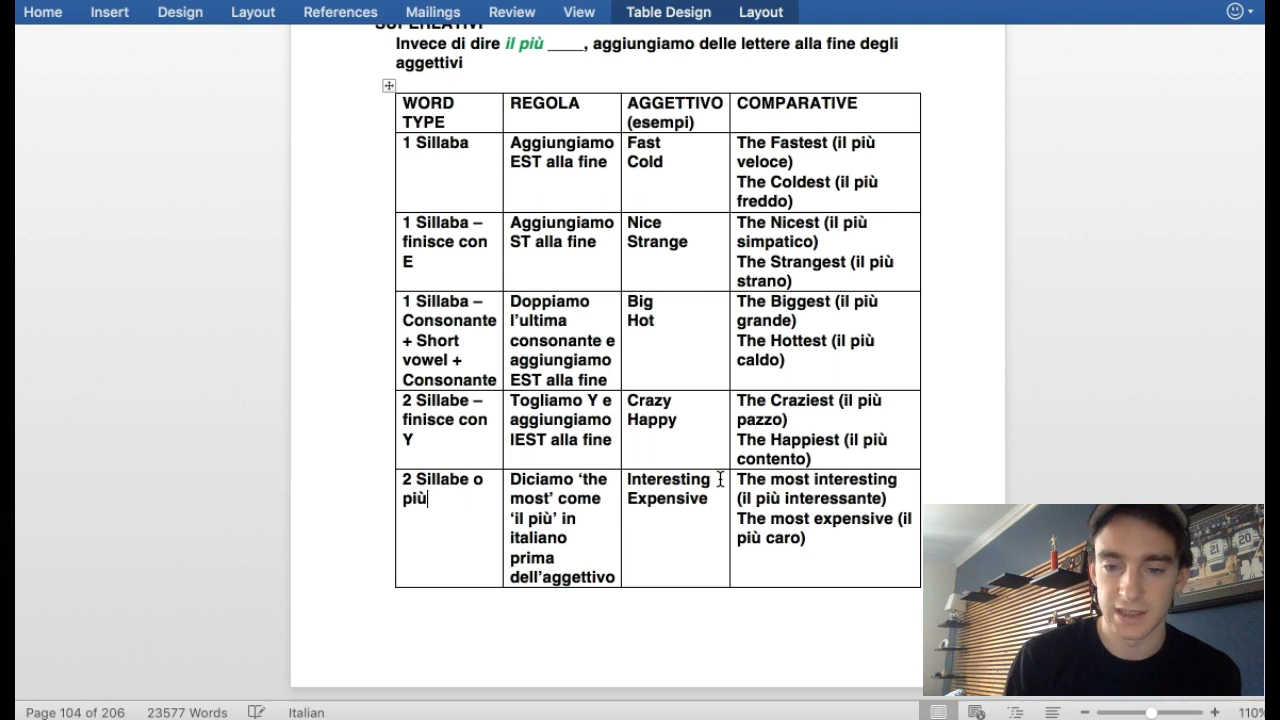 Home Insert Design Layout References Mailings Review View Table Design Layout
Invece di dire il più ____, aggiungiamo delle lettere alla fine degli
aggettivi
WORD TYPE
REGOLA
AGGETTIVO (esempi)
COMPARATIVE
1 Sillaba
Aggiungiamo
EST alla fine
Fast
Cold
The Fastest (il più
veloce)
The Coldest (il più
freddo)
1 Sillaba –
finisce con
E
Aggiungiamo
ST alla fine
Nice
Strange
The Nicest (il più
simpatico)
The Strangest (il più
strano)
1 Sillaba –
Consonante
+ Short
vowel +
Consonante
Doppiamo
l’ultima
consonante e
aggiungiamo
EST alla fine
Big
Hot
The Biggest (il più
grande)
The Hottest (il più
caldo)
2 Sillabe –
finisce con
Y
Togliamo Y e
aggiungiamo
IEST alla fine
Crazy
Happy
The Craziest (il più
pazzo)
The Happiest (il più
contento)
2 Sillabe o
più
Diciamo ‘the
most’ come
‘il più’ in
italiano
prima
dell’aggettivo
Interesting
Expensive
The most interesting
(il più interessante)
The most expensive (il
più caro)
20
21
Page 104 of 206 23577 Words Italian 110%